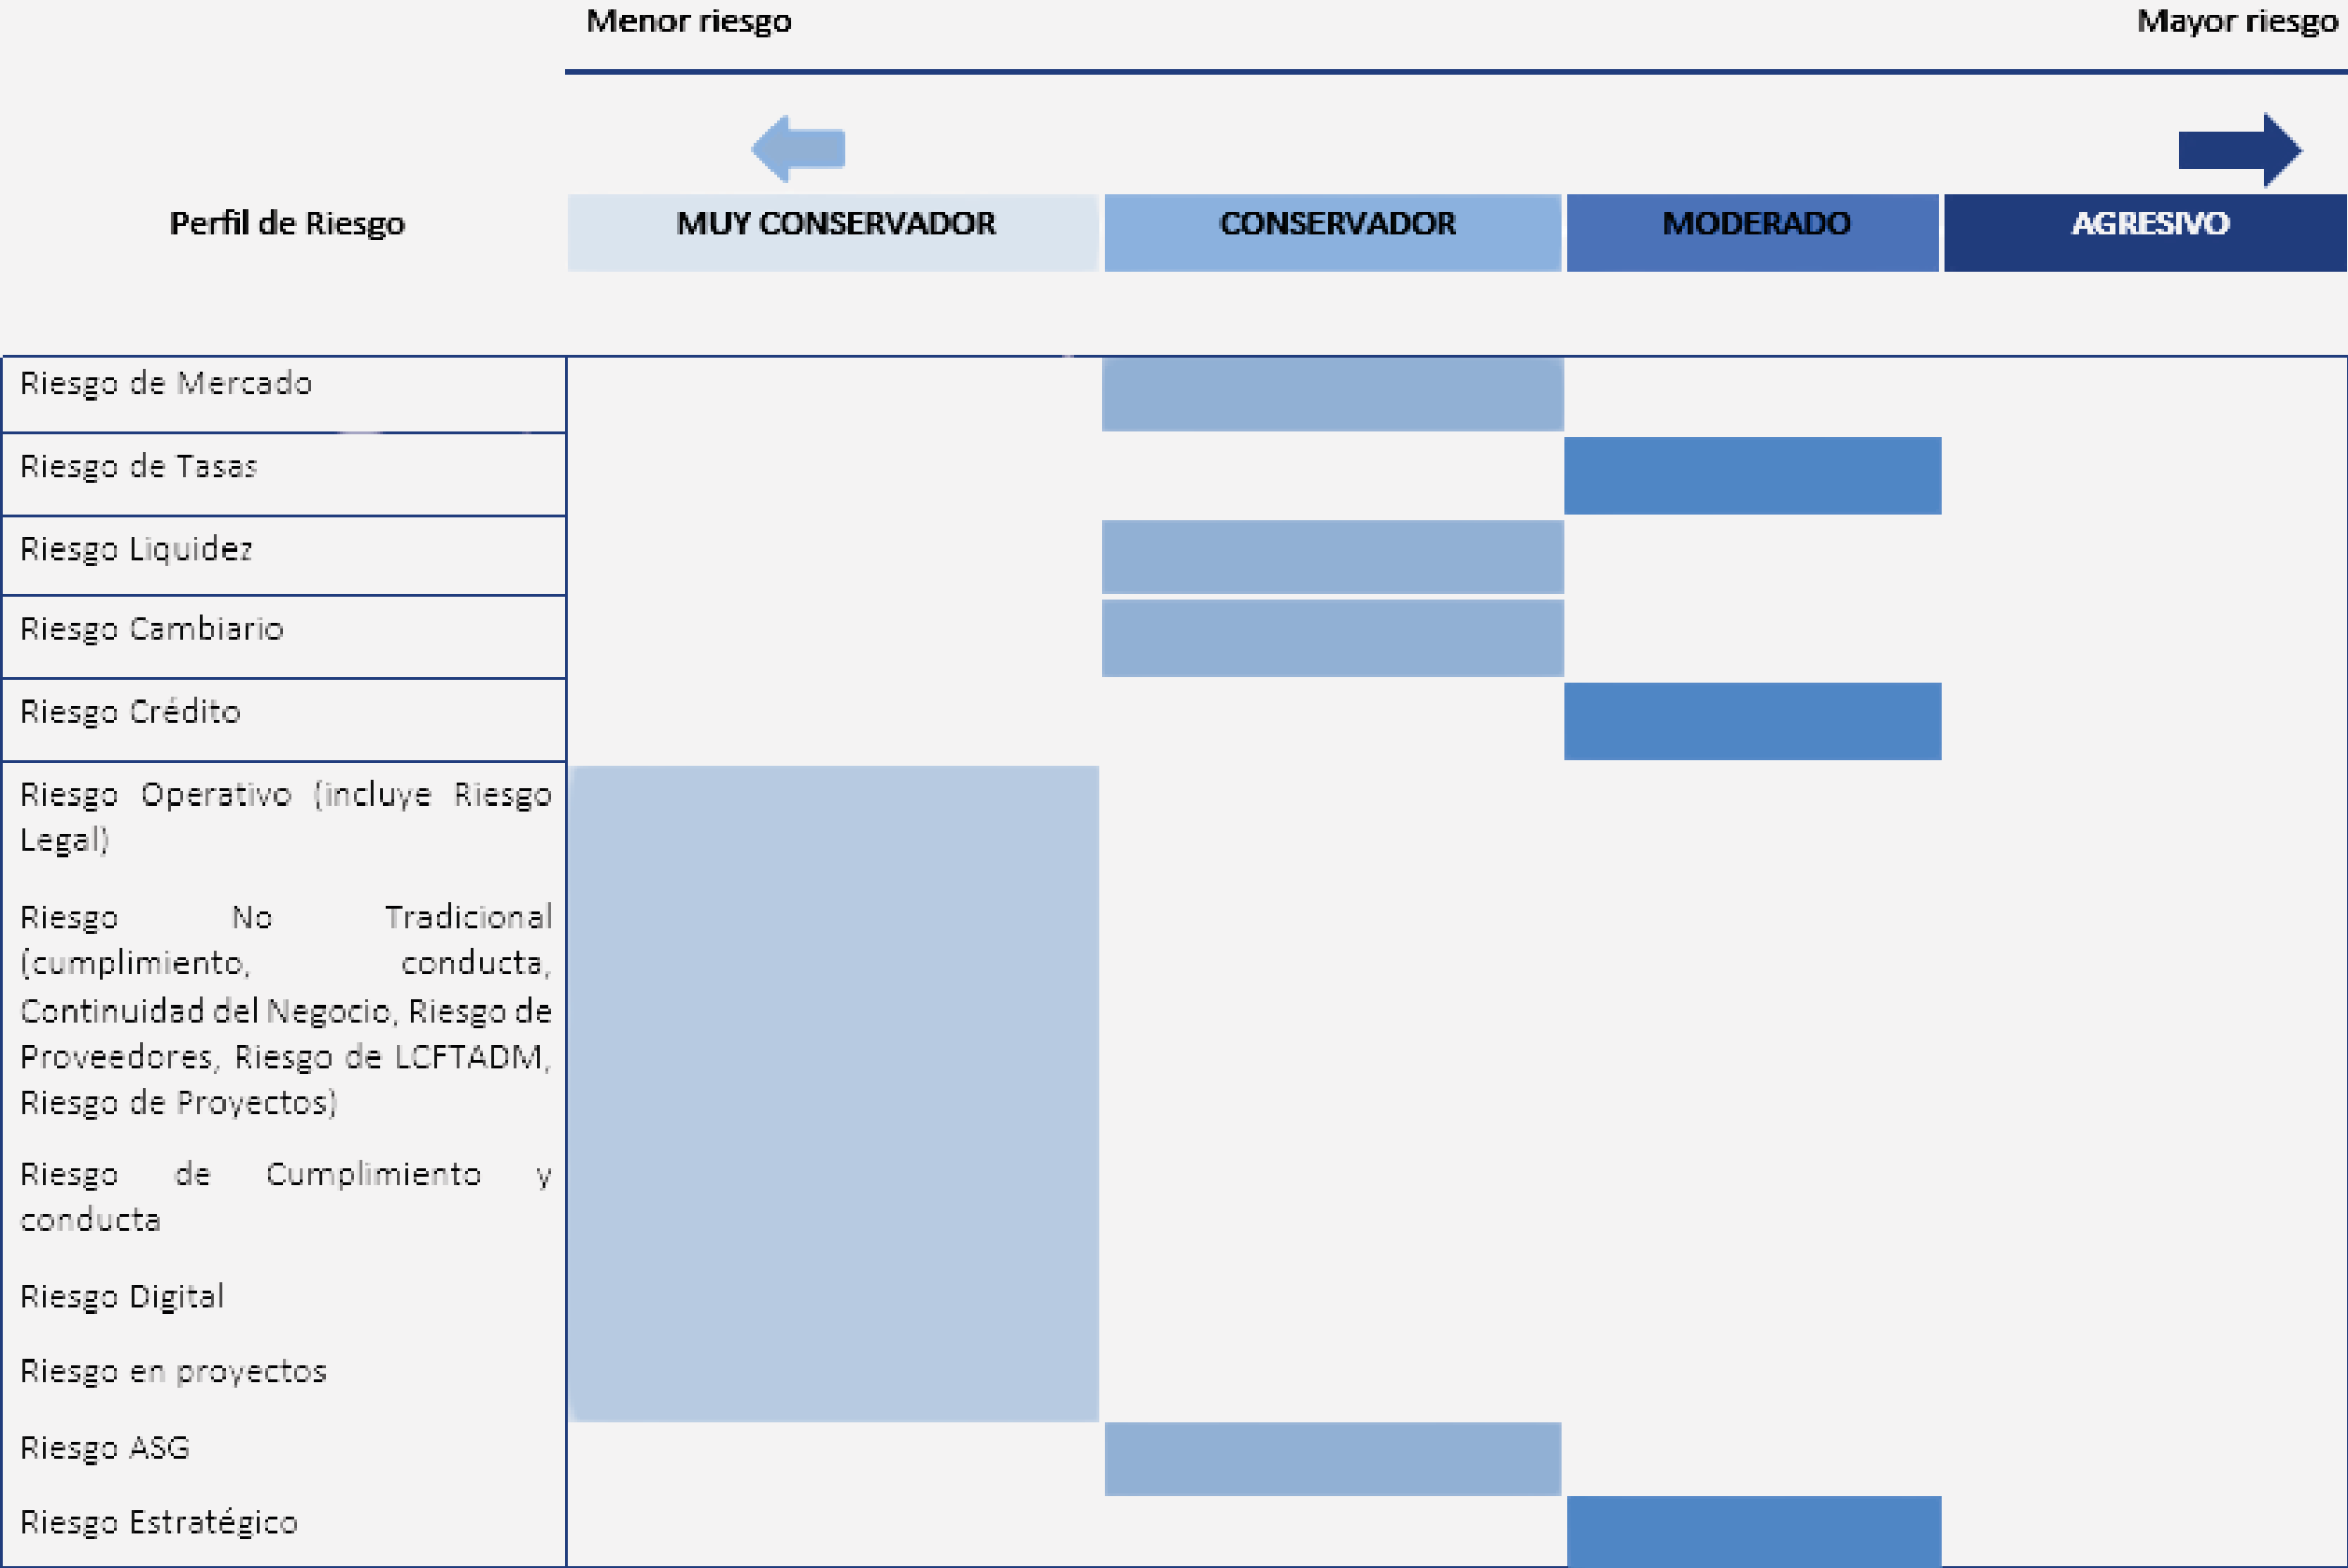 Menor riesgo Mayor riesgo
Perfil de Riesgo MUY CONSERVADOR CONSERVADOR MODERADO AGRESIVO
Riesgo de Mercado
Riesgo de Tasas
Riesgo Liquidez
Riesgo Cambiario
Riesgo Crédito
Riesgo Operativo (incluye Riesgo
Legal)
Riesgo No Tradicional
(cumplimiento, conducta,
Continuidad del Negocio, Riesgo de
Proveedores, Riesgo de LCFTADM,
Riesgo de Proyectos)
Riesgo de Cumplimiento y
conducta
Riesgo Digital
Riesgo en proyectos
Riesgo ASG
Riesgo Estratégico